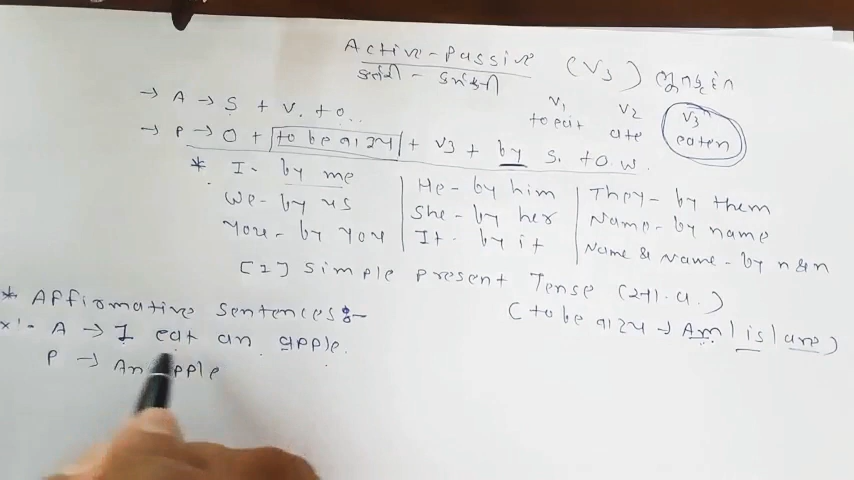 Active-Passive (V3)
કર્તરી - કર્મણી
V1 V2 V3
to eat ate eaten
→ A → S + V. + O..
→ P → O + to be + V3 + by S. + O.W.
* I - by me
We - by us
You - by You
He - by him
She - by her
It - by it
They - by them
Name - by name
Name & Name - by n & n
[1] Simple present Tense
* Affirmative sentences:-
A → I eat an apple.
(to be → Am | is | are)
P → An apple